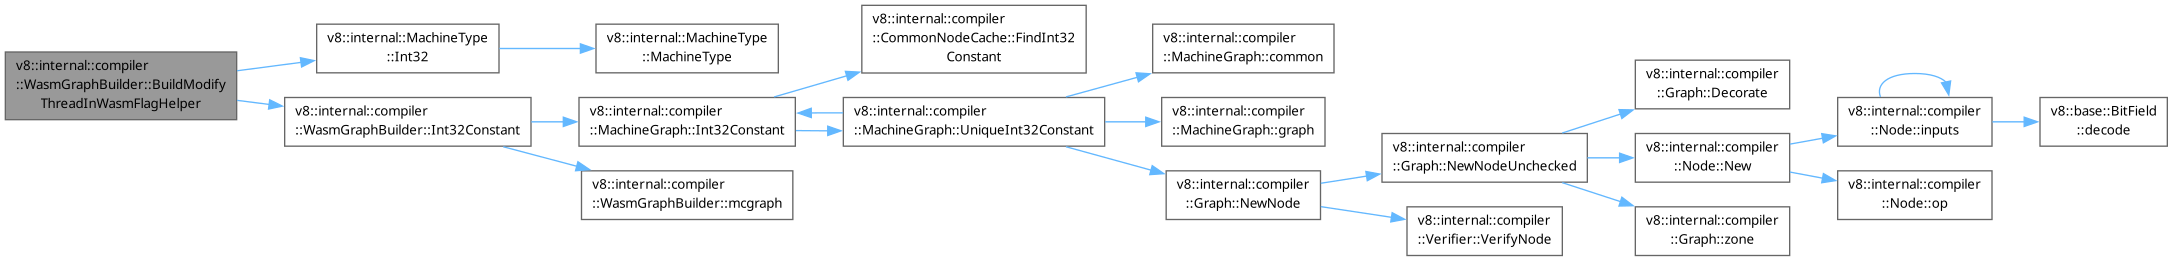 v8::internal::compiler
::WasmGraphBuilder::BuildModify
ThreadInWasmFlagHelper
v8::internal::MachineType
::Int32
v8::internal::MachineType
::MachineType
v8::internal::compiler
::WasmGraphBuilder::Int32Constant
v8::internal::compiler
::MachineGraph::Int32Constant
v8::internal::compiler
::WasmGraphBuilder::mcgraph
v8::internal::compiler
::CommonNodeCache::FindInt32
Constant
v8::internal::compiler
::MachineGraph::UniqueInt32Constant
v8::internal::compiler
::MachineGraph::common
v8::internal::compiler
::MachineGraph::graph
v8::internal::compiler
::Graph::NewNode
v8::internal::compiler
::Graph::NewNodeUnchecked
v8::internal::compiler
::Verifier::VerifyNode
v8::internal::compiler
::Graph::Decorate
v8::internal::compiler
::Node::New
v8::internal::compiler
::Graph::zone
v8::internal::compiler
::Node::inputs
v8::internal::compiler
::Node::op
v8::base::BitField
::decode